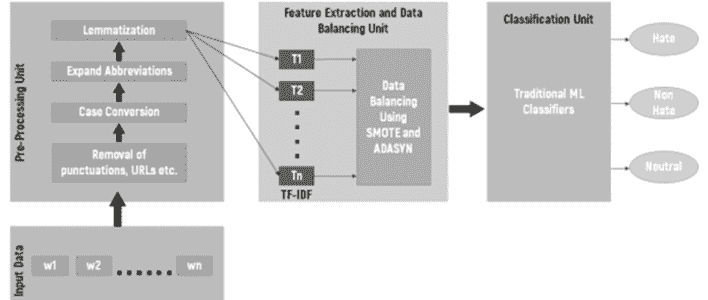 Pre-Processing Unit
Lemmatization
Expand Abbreviations
Case Conversion
Removal of
punctuations, URLs etc.
Input Data
w1
w2
wn
Feature Extraction and Data
Balancing Unit
T1
T2
Tn
TF-IDF
Data
Balancing
Using
SMOTE and
ADASYN
Classification Unit
Traditional ML
Classifiers
Hate
Non
Hate
Neutral